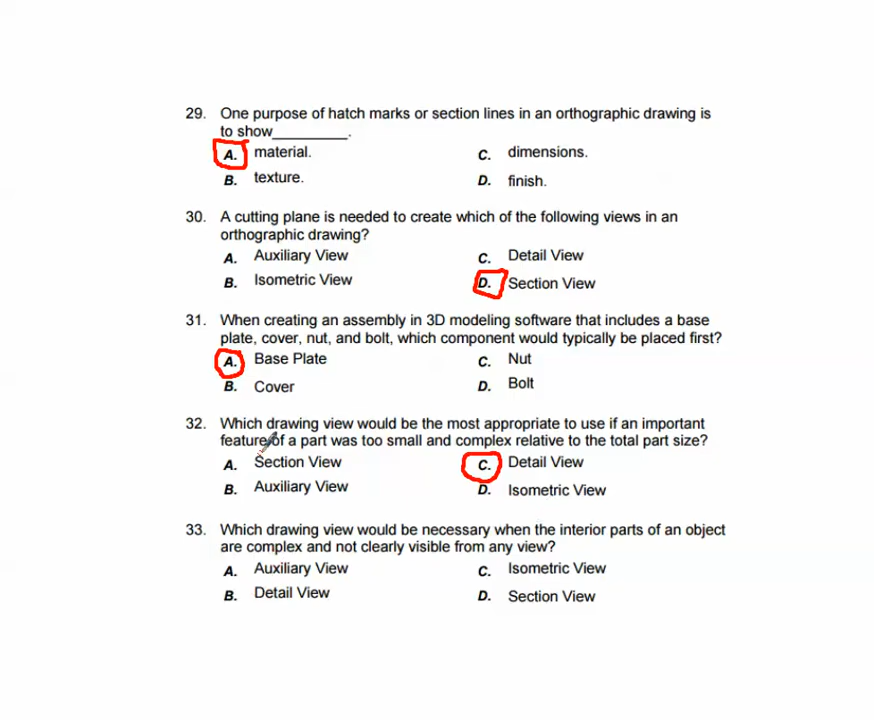 29. One purpose of hatch marks or section lines in an orthographic drawing is
to show_________.
A. material. C. dimensions.
B. texture. D. finish.
30. A cutting plane is needed to create which of the following views in an
orthographic drawing?
A. Auxiliary View C. Detail View
B. Isometric View D. Section View
31. When creating an assembly in 3D modeling software that includes a base
plate, cover, nut, and bolt, which component would typically be placed first?
A. Base Plate C. Nut
B. Cover D. Bolt
32. Which drawing view would be the most appropriate to use if an important
feature of a part was too small and complex relative to the total part size?
A. Section View C. Detail View
B. Auxiliary View D. Isometric View
33. Which drawing view would be necessary when the interior parts of an object
are complex and not clearly visible from any view?
A. Auxiliary View C. Isometric View
B. Detail View D. Section View